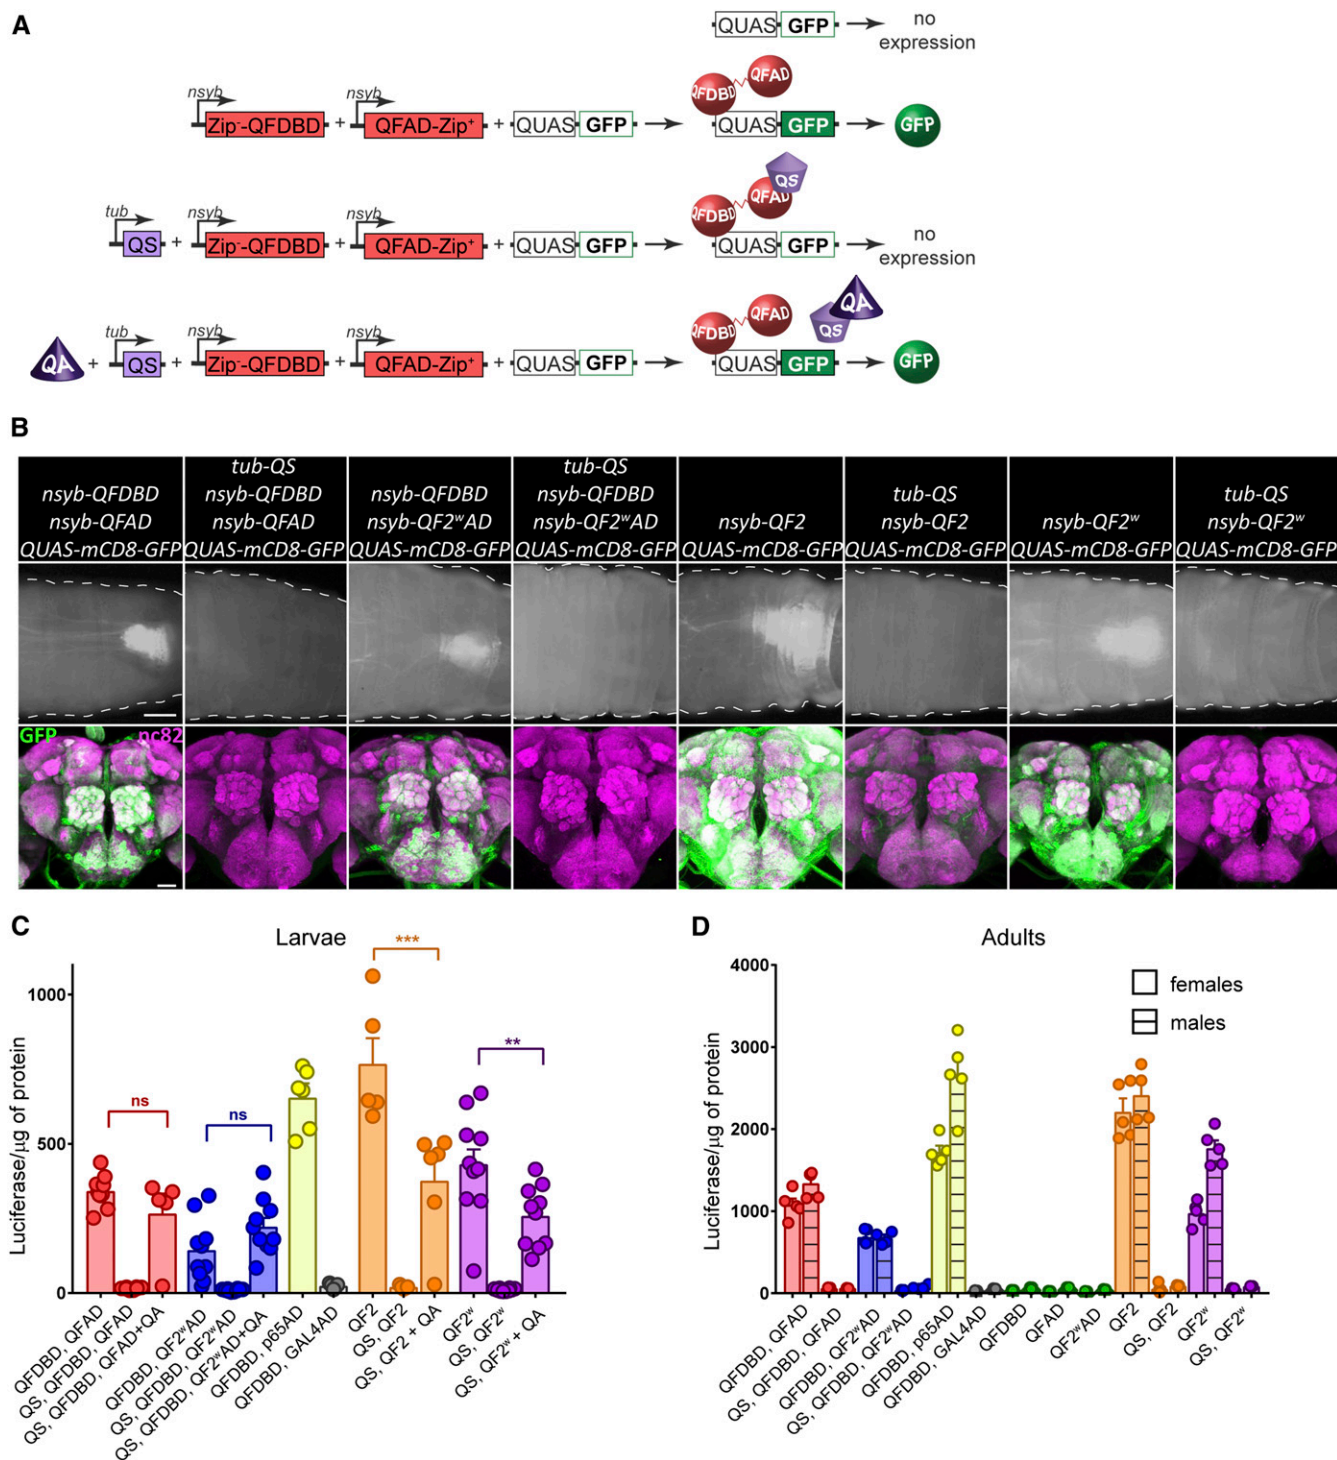 A
QUAS GFP no
expression
nsyb nsyb QFDBD QFAD
Zip⁻-QFDBD + QFAD-Zip⁺ + QUAS GFP QUAS GFP GFP
tub nsyb nsyb QFDBD QFAD QS
QS + Zip⁻-QFDBD + QFAD-Zip⁺ + QUAS GFP QUAS GFP no
expression
tub nsyb nsyb QFDBD QFAD QS QA
QA + QS + Zip⁻-QFDBD + QFAD-Zip⁺ + QUAS GFP QUAS GFP GFP
B
nsyb-QFDBD
nsyb-QFAD
QUAS-mCD8-GFP
tub-QS
nsyb-QFDBD
nsyb-QFAD
QUAS-mCD8-GFP
nsyb-QFDBD
nsyb-QF2ʷAD
QUAS-mCD8-GFP
tub-QS
nsyb-QFDBD
nsyb-QF2ʷAD
QUAS-mCD8-GFP
nsyb-QF2
QUAS-mCD8-GFP
tub-QS
nsyb-QF2
QUAS-mCD8-GFP
nsyb-QF2ʷ
QUAS-mCD8-GFP
tub-QS
nsyb-QF2ʷ
QUAS-mCD8-GFP
GFP nc82
C
Larvae
Luciferase/µg of protein
1000
500
0
ns
ns
***
**
QFDBD, QFAD
QS, QFDBD, QFAD
QS, QFDBD, QFAD+QA
QFDBD, QF2ʷAD
QS, QFDBD, QF2ʷAD
QS, QFDBD, QF2ʷAD+QA
QFDBD, p65AD
QFDBD, GAL4AD
QF2
QS, QF2
QS, QF2 + QA
QF2ʷ
QS, QF2ʷ
QS, QF2ʷ + QA
D
Adults
females
males
Luciferase/µg of protein
4000
3000
2000
1000
0
QFDBD, QFAD
QS, QFDBD, QFAD
QFDBD, QF2ʷAD
QS, QFDBD, QF2ʷAD
QFDBD, p65AD
QFDBD, GAL4AD
QFDBD
QFAD
QF2ʷAD
QF2
QS, QF2
QF2ʷ
QS, QF2ʷ